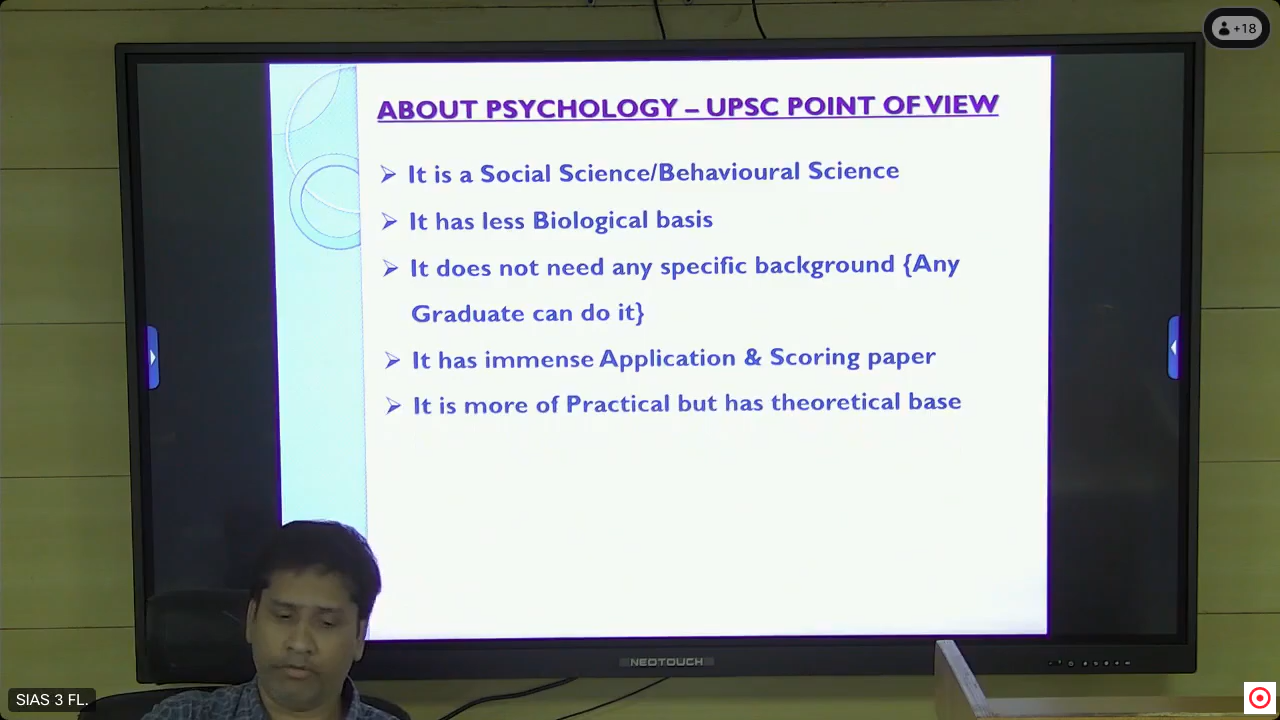 +18
ABOUT PSYCHOLOGY – UPSC POINT OF VIEW
➢ It is a Social Science/Behavioural Science
➢ It has less Biological basis
➢ It does not need any specific background {Any
Graduate can do it}
➢ It has immense Application & Scoring paper
➢ It is more of Practical but has theoretical base
NEOTOUCH
SIAS 3 FL.